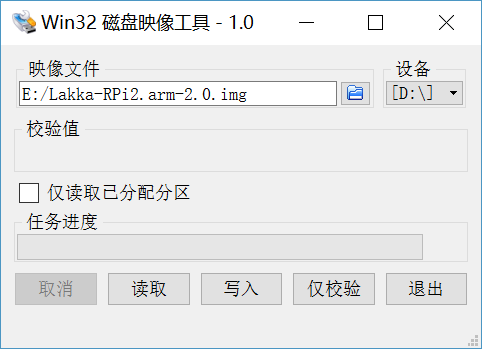 Win32 磁盘映像工具 - 1.0
映像文件
设备
E:/Lakka-RPi2.arm-2.0.img
[D:\]
校验值
仅读取已分配分区
任务进度
取消
读取
写入
仅校验
退出